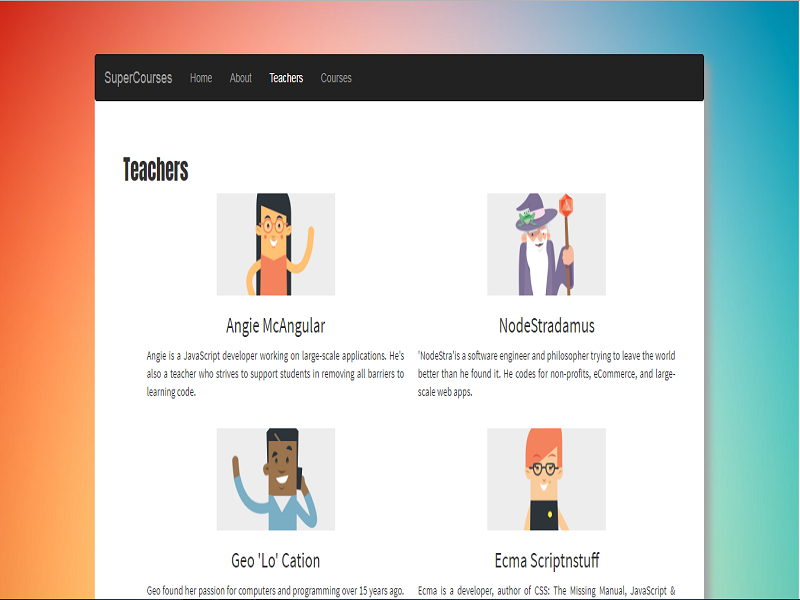 SuperCourses Home About Teachers Courses
Teachers
Angie McAngular
Angie is a JavaScript developer working on large-scale applications. He's
also a teacher who strives to support students in removing all barriers to
learning code.
NodeStradamus
'NodeStra'is a software engineer and philosopher trying to leave the world
better than he found it. He codes for non-profits, eCommerce, and large-
scale web apps.
Geo 'Lo' Cation
Geo found her passion for computers and programming over 15 years ago.
Ecma Scriptnstuff
Ecma is a developer, author of CSS: The Missing Manual, JavaScript &